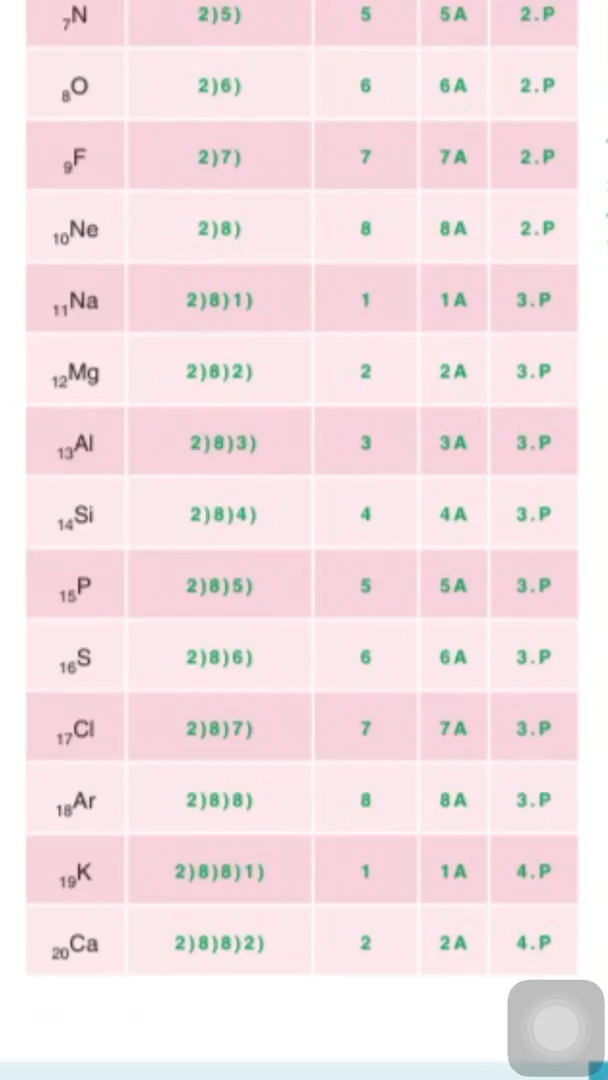 7N 2)5) 5 5A 2.P
8O 2)6) 6 6A 2.P
9F 2)7) 7 7A 2.P
10Ne 2)8) 8 8A 2.P
11Na 2)8)1) 1 1A 3.P
12Mg 2)8)2) 2 2A 3.P
13Al 2)8)3) 3 3A 3.P
14Si 2)8)4) 4 4A 3.P
15P 2)8)5) 5 5A 3.P
16S 2)8)6) 6 6A 3.P
17Cl 2)8)7) 7 7A 3.P
18Ar 2)8)8) 8 8A 3.P
19K 2)8)8)1) 1 1A 4.P
20Ca 2)8)8)2) 2 2A 4.P